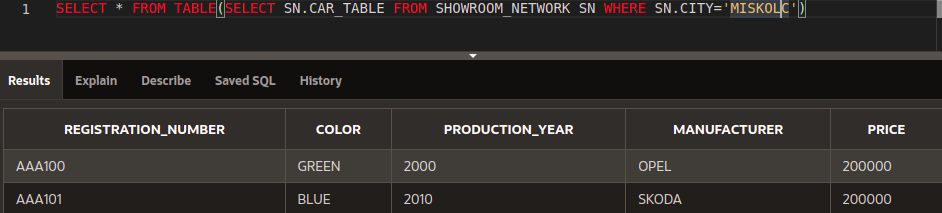 1 SELECT * FROM TABLE(SELECT SN.CAR_TABLE FROM SHOWROOM_NETWORK SN WHERE SN.CITY='MISKOLC')
Results Explain Describe Saved SQL History
REGISTRATION_NUMBER COLOR PRODUCTION_YEAR MANUFACTURER PRICE
AAA100 GREEN 2000 OPEL 200000
AAA101 BLUE 2010 SKODA 200000